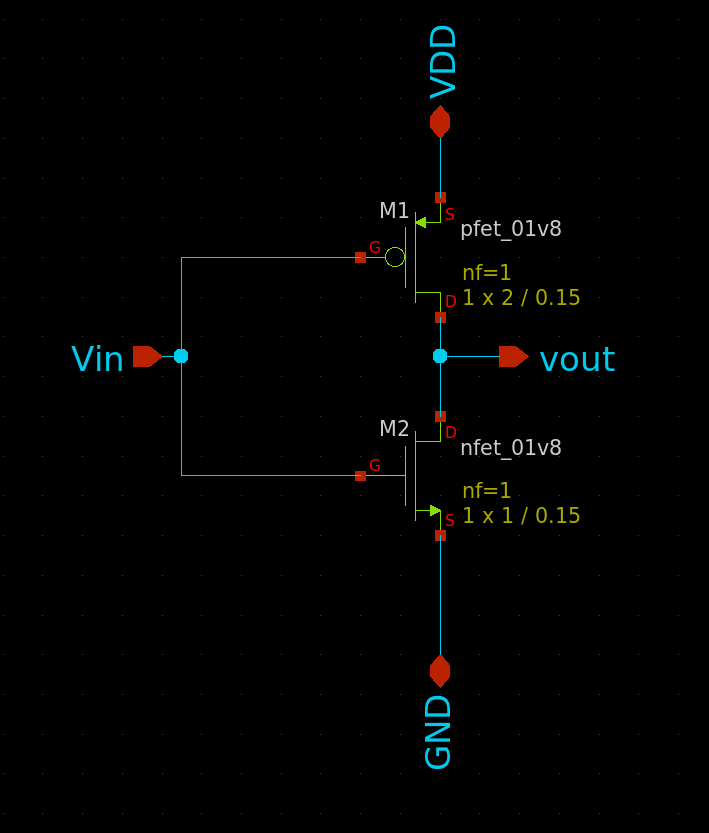 VDD
M1
S
pfet_01v8
G
nf=1
1 x 2 / 0.15
D
Vin
vout
M2
D
nfet_01v8
G
nf=1
1 x 1 / 0.15
S
GND